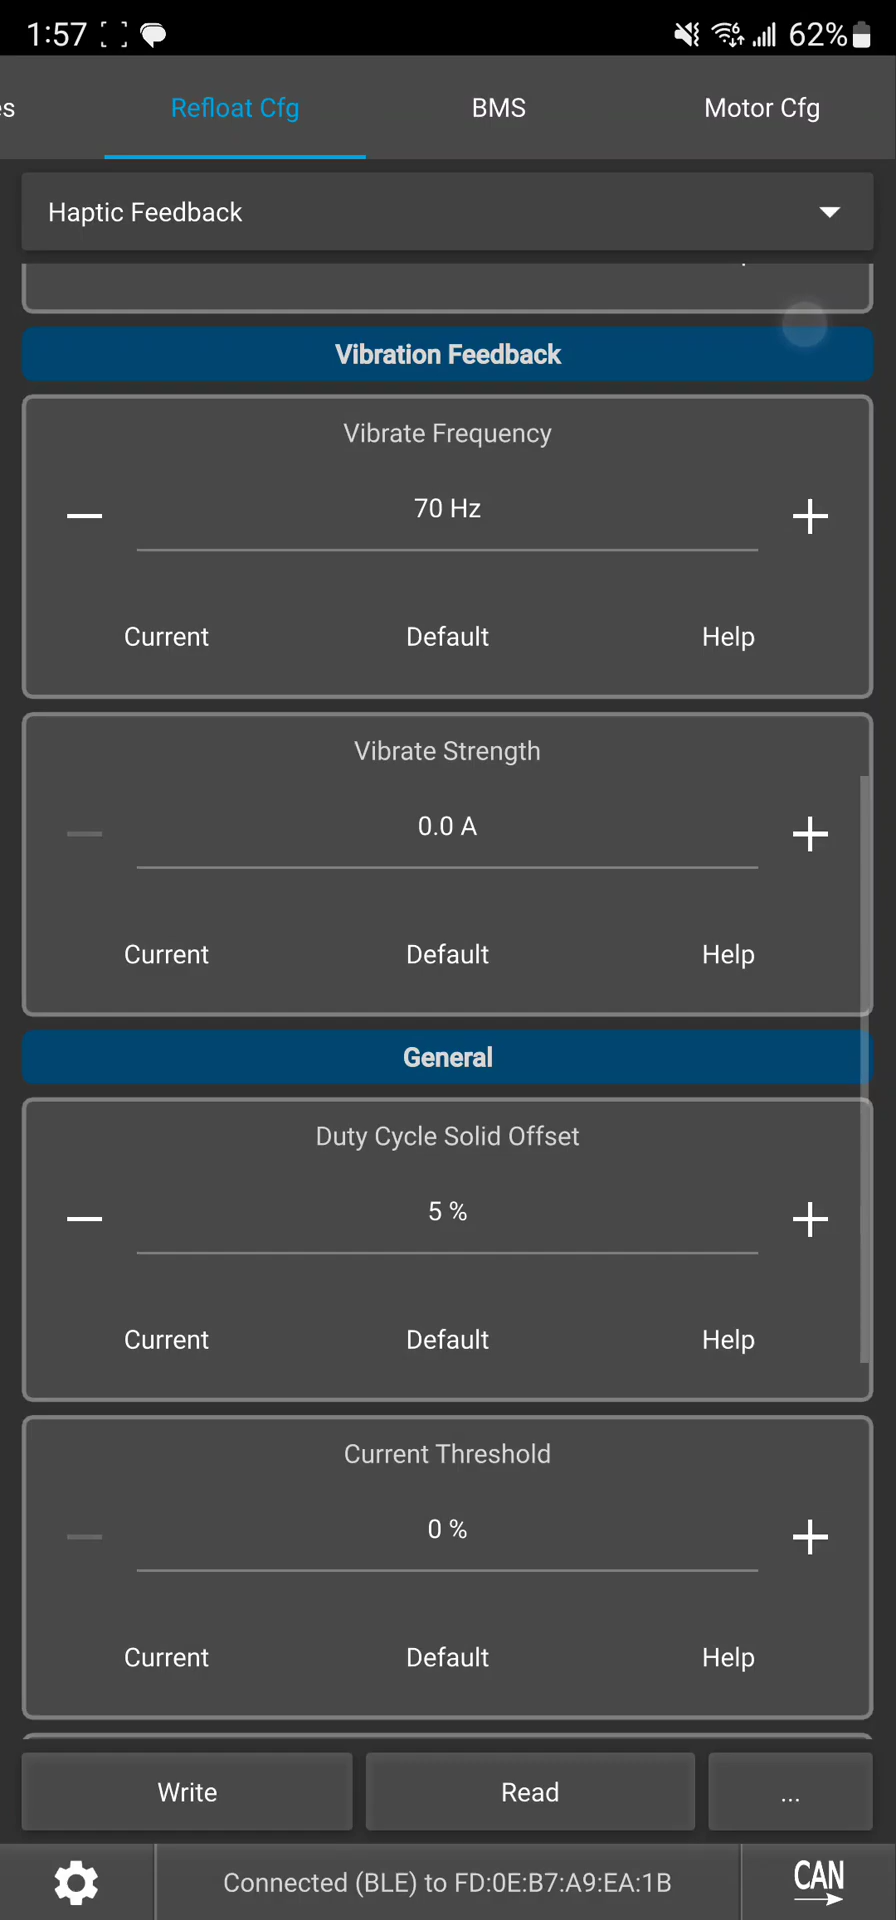 1:57 62%
s Refloat Cfg BMS Motor Cfg
Haptic Feedback
Vibration Feedback
Vibrate Frequency
70 Hz
Current Default Help
Vibrate Strength
0.0 A
Current Default Help
General
Duty Cycle Solid Offset
5 %
Current Default Help
Current Threshold
0 %
Current Default Help
Write Read ...
Connected (BLE) to FD:0E:B7:A9:EA:1B CAN